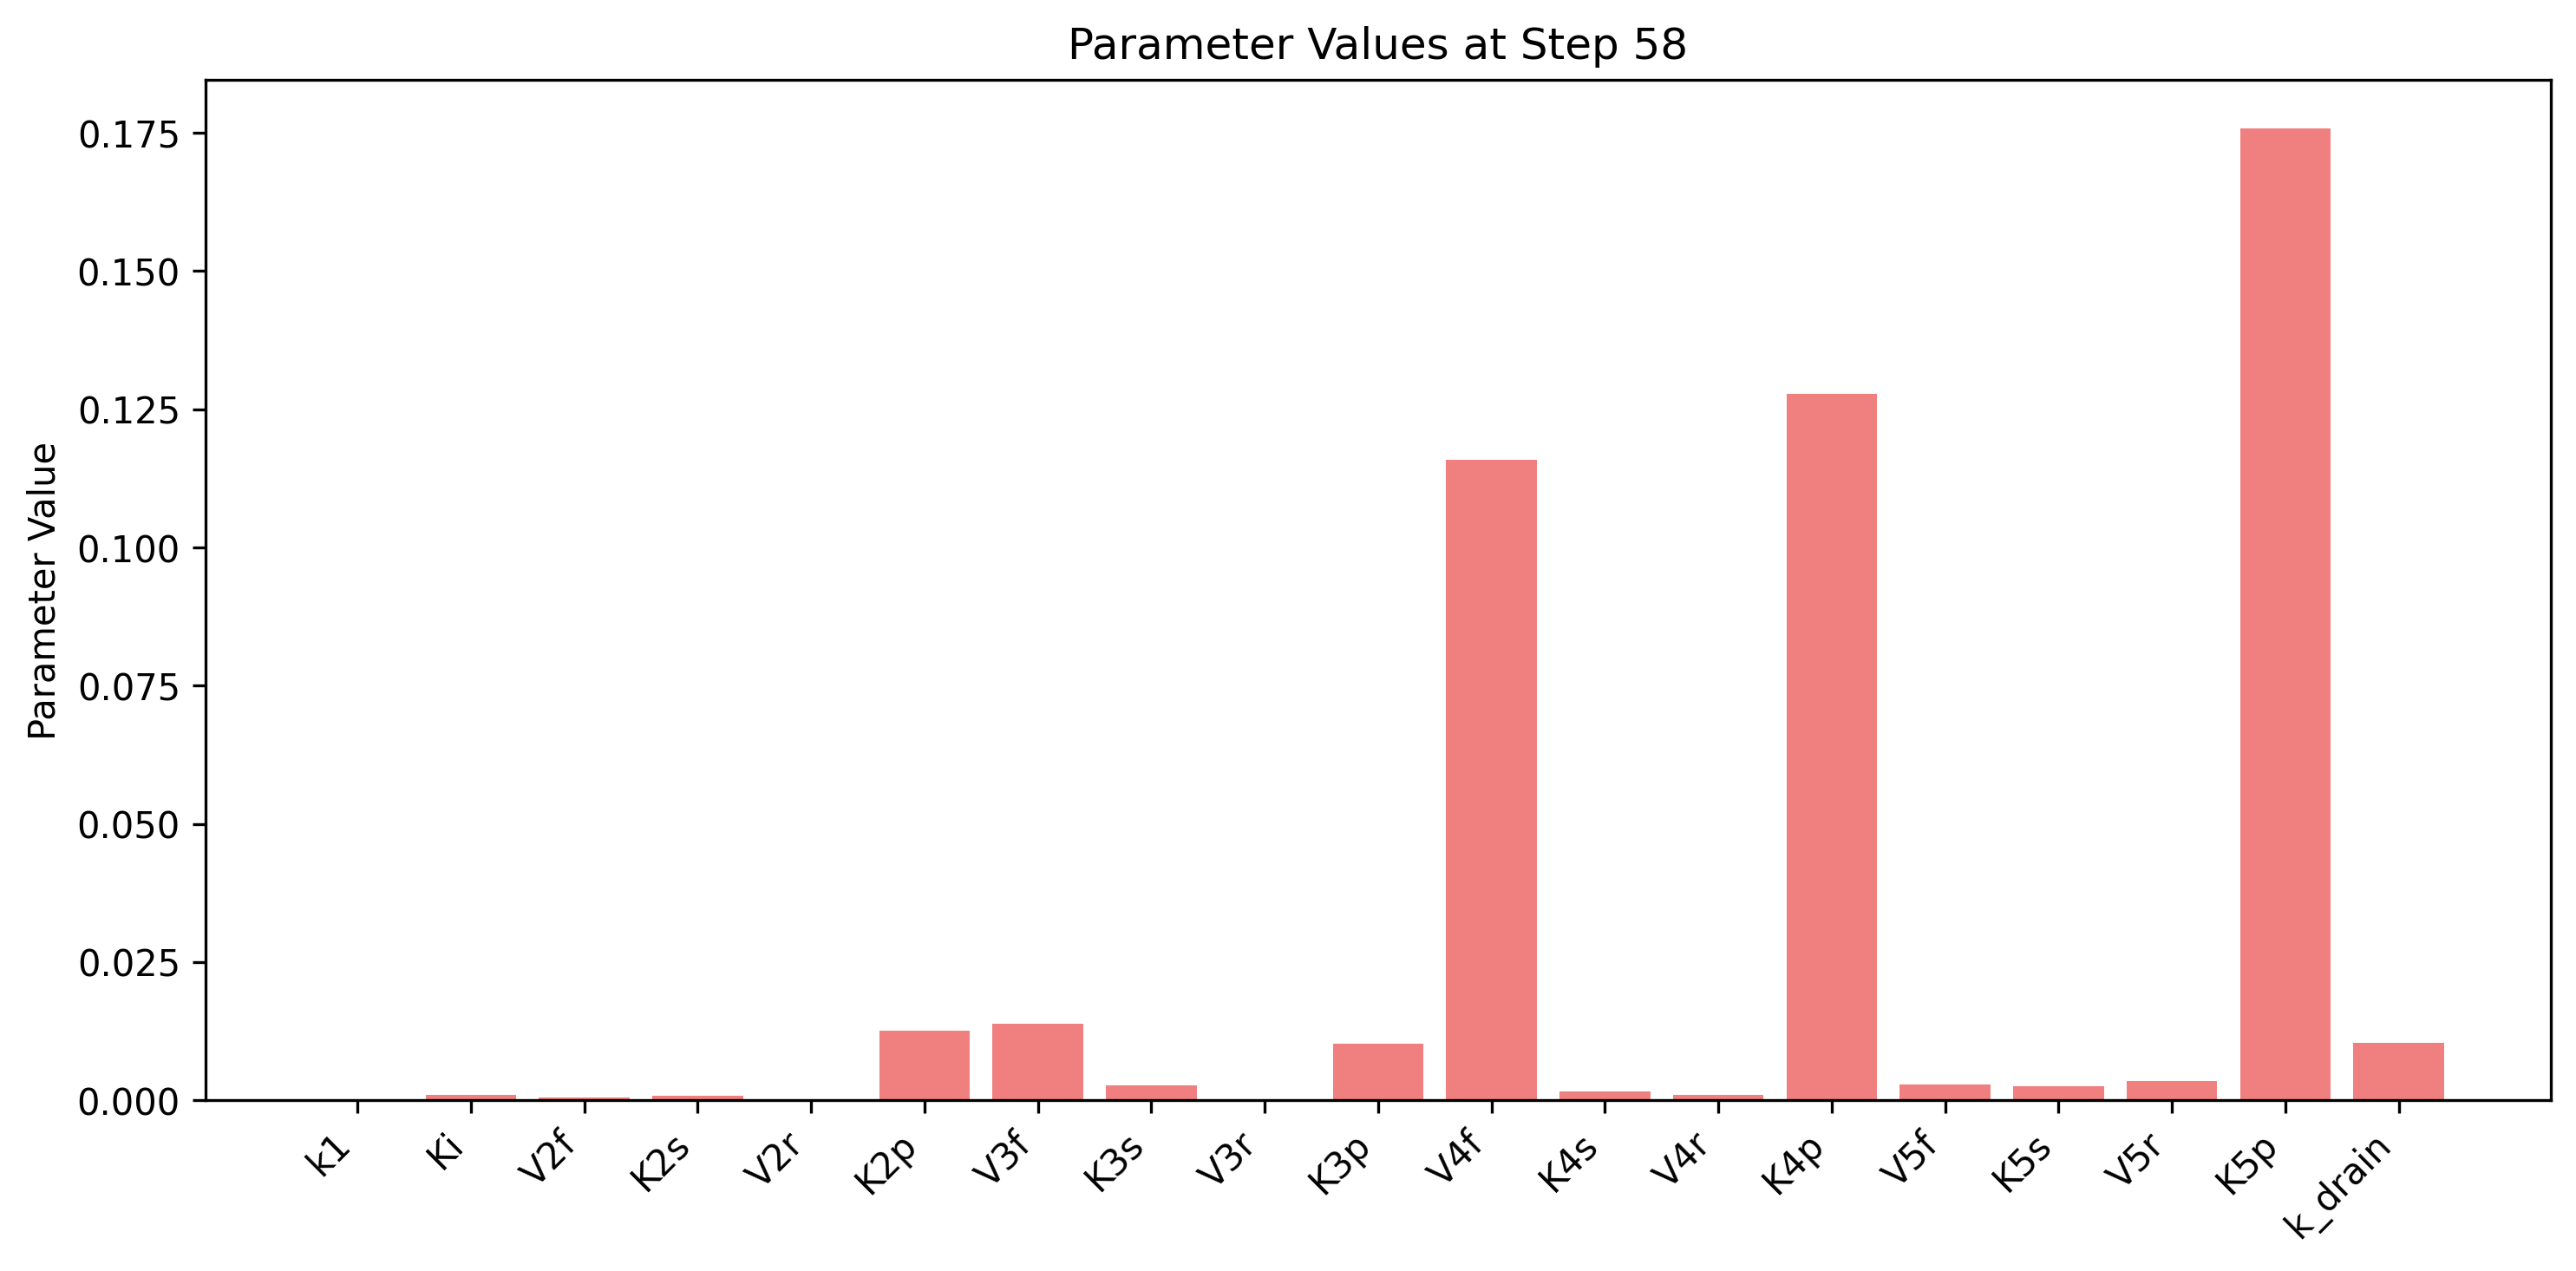 Parameter Values at Step 58
Parameter Value
0.175
0.150
0.125
0.100
0.075
0.050
0.025
0.000
k1
Ki
V2f
K2s
V2r
K2p
V3f
K3s
V3r
K3p
V4f
K4s
V4r
K4p
V5f
K5s
V5r
K5p
k_drain